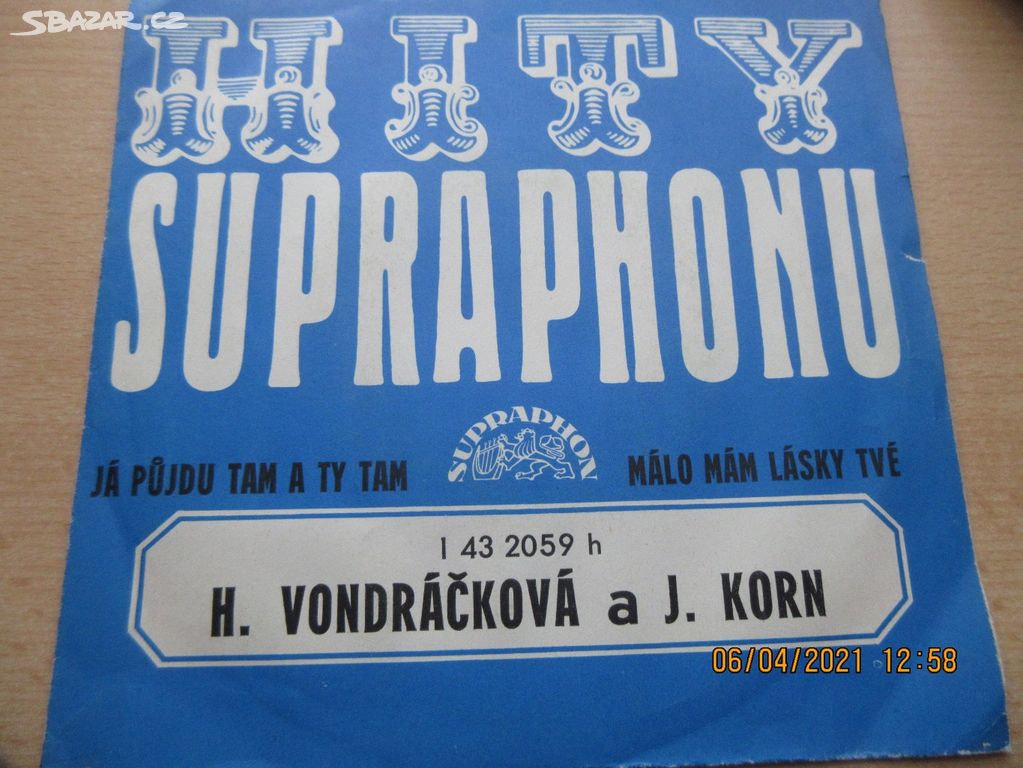 SBAZAR.CZ
HITY
SUPRAPHONU
SUPRAPHON
JÁ PŮJDU TAM A TY TAM
MÁLO MÁM LÁSKY TVÉ
1 43 2059 h
H. VONDRÁČKOVÁ a J. KORN
06/04/2021 12:58